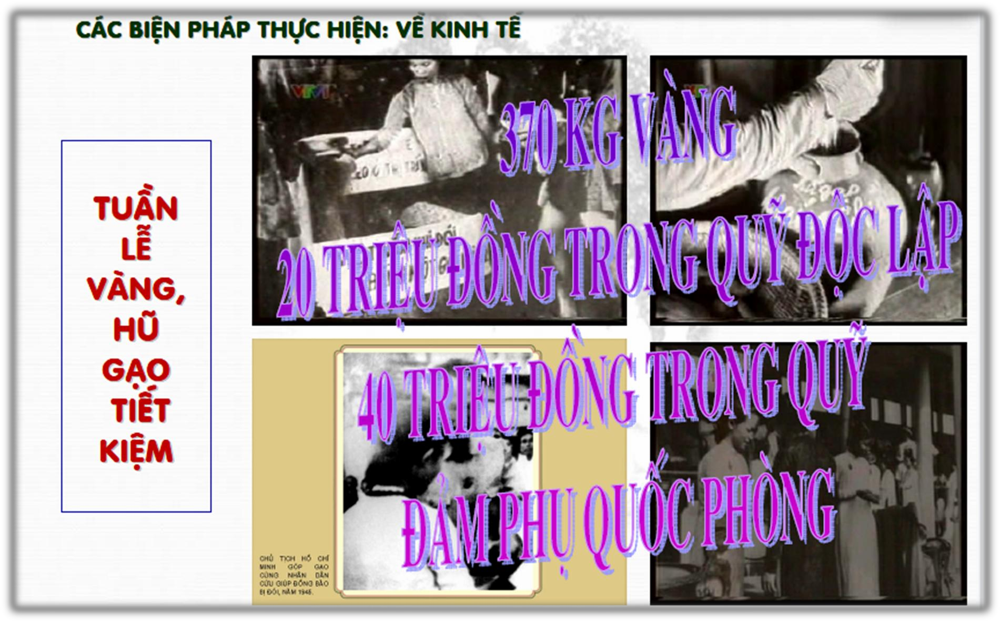 CÁC BIỆN PHÁP THỰC HIỆN: VỀ KINH TẾ
TUẦN
LỄ
VÀNG,
HŨ
GẠO
TIẾT
KIỆM
VTV1
370 KG VÀNG
20 TRIỆU ĐỒNG TRONG QUỸ ĐỘC LẬP
40 TRIỆU ĐỒNG TRONG QUỸ
ĐẢM PHỤ QUỐC PHÒNG
CHỦ TỊCH HỒ CHÍ
MINH GÓP GẠO
CÙNG NHÂN DÂN
CỨU GIÚP ĐỒNG BÀO
BỊ ĐÓI, NĂM 1945.